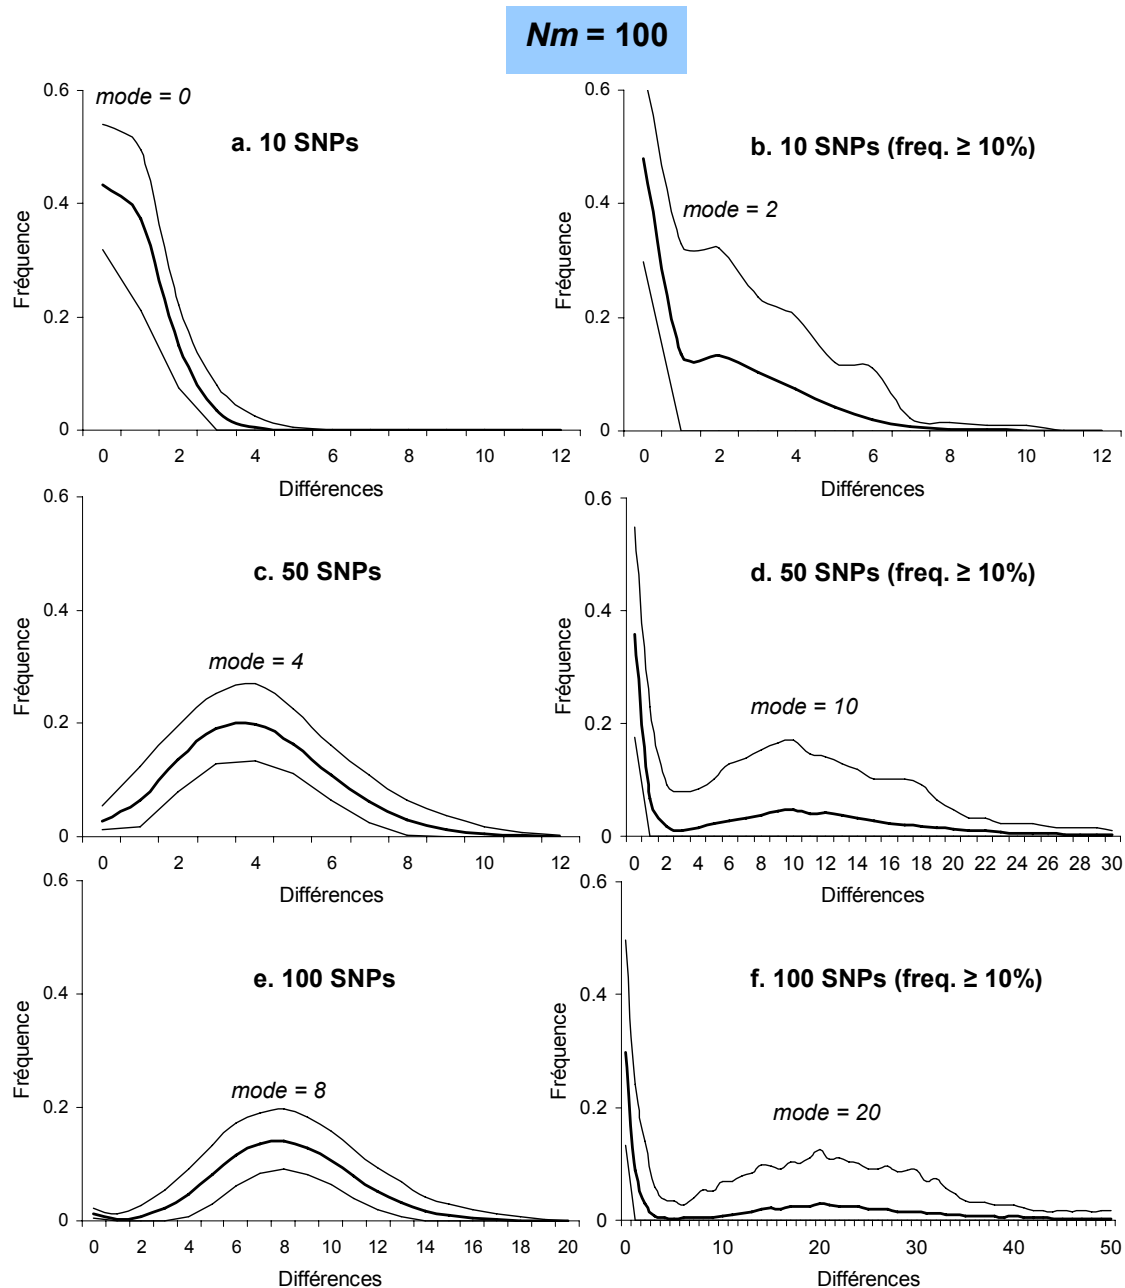 Nm = 100
mode = 0
a. 10 SNPs
Fréquence
0.6
0.4
0.2
0
0 2 4 6 8 10 12
Différences
b. 10 SNPs (freq. ≥ 10%)
mode = 2
Fréquence
0.6
0.4
0.2
0
0 2 4 6 8 10 12
Différences
c. 50 SNPs
mode = 4
Fréquence
0.6
0.4
0.2
0
0 2 4 6 8 10 12
Différences
d. 50 SNPs (freq. ≥ 10%)
mode = 10
Fréquence
0.6
0.4
0.2
0
0 2 4 6 8 10 12 14 16 18 20 22 24 26 28 30
Différences
e. 100 SNPs
mode = 8
Fréquence
0.6
0.4
0.2
0
0 2 4 6 8 10 12 14 16 18 20
Différences
f. 100 SNPs (freq. ≥ 10%)
mode = 20
Fréquence
0.6
0.4
0.2
0
0 10 20 30 40 50
Différences